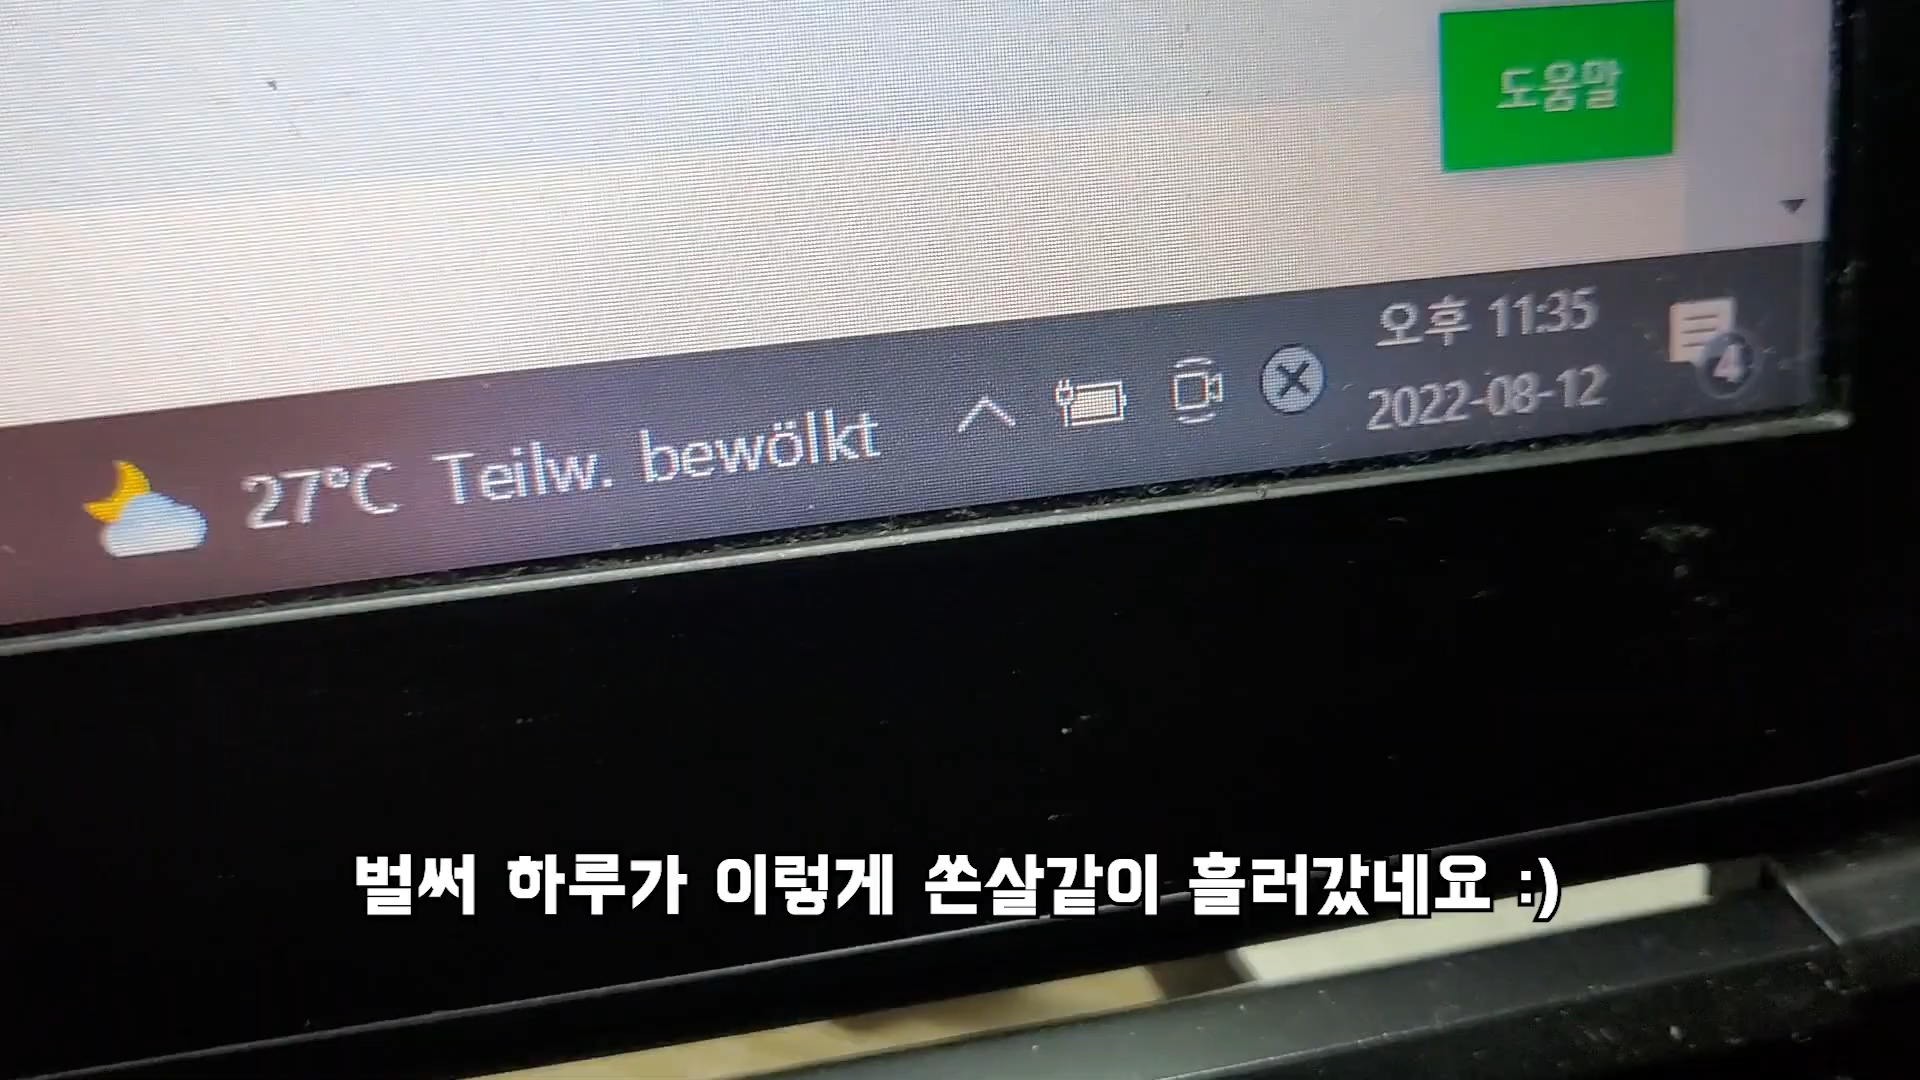 도움말
27°C Teilw. bewölkt
오후 11:35
2022-08-12
4
벌써 하루가 이렇게 쏜살같이 흘러갔네요 :)